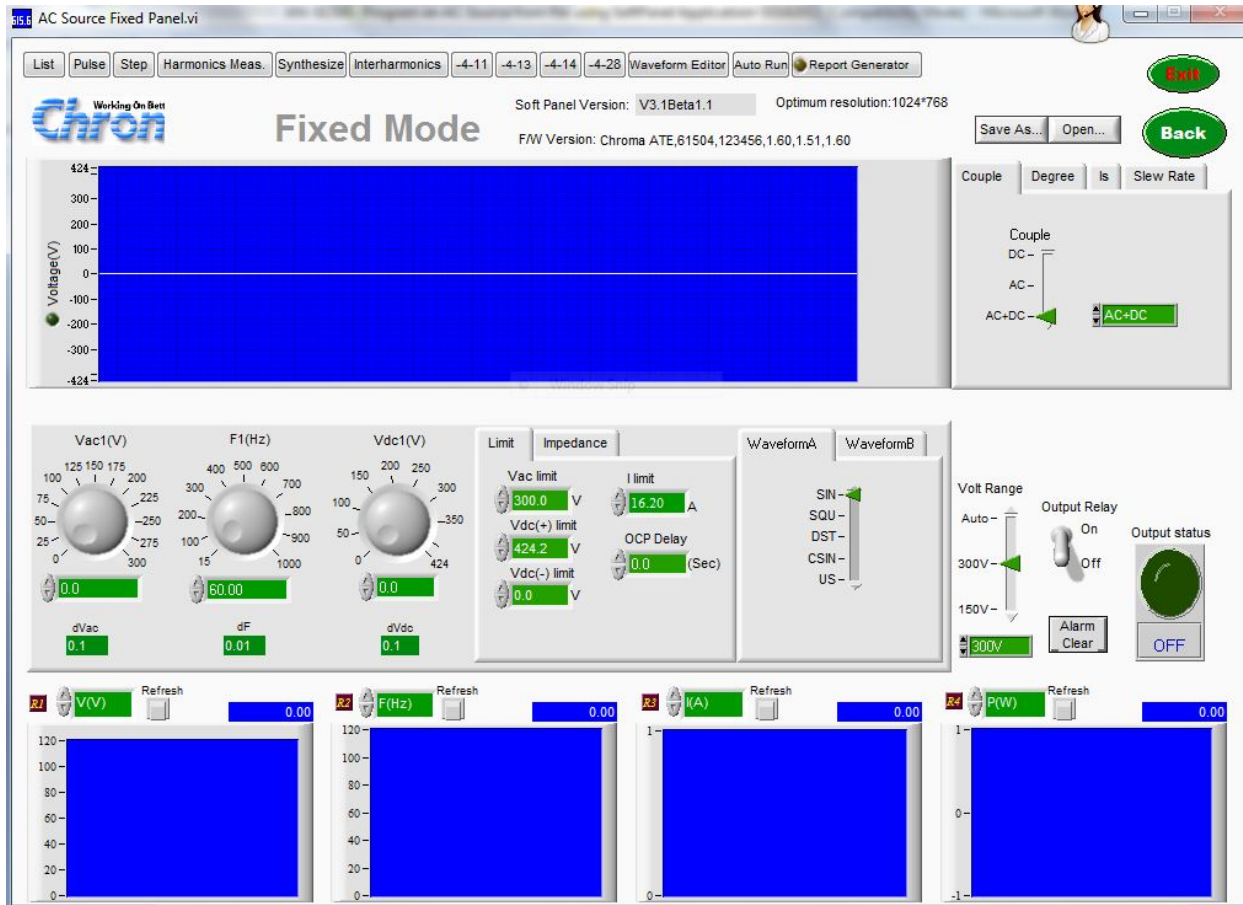 AC Source Fixed Panel.vi
List Pulse Step Harmonics Meas. Synthesize Interharmonics -4-11 -4-13 -4-14 -4-28 Waveform Editor Auto Run Report Generator
Exit
Working On Bett
Chron
Fixed Mode
Soft Panel Version: V3.1Beta1.1 Optimum resolution:1024*768
F/W Version: Chroma ATE,61504,123456,1.60,1.51,1.60
Save As... Open... Back
Voltage(V)
424
300
200
100
0
-100
-200
-300
-424
Couple Degree Is Slew Rate
Couple
DC
AC
AC+DC AC+DC
Vac1(V)
0 25 50 75 100 125 150 175 200 225 250 275 300
0.0
dVac
0.1
F1(Hz)
15 100 200 300 400 500 600 700 800 900 1000
60.00
dF
0.01
Vdc1(V)
0 50 100 150 200 250 300 350 424
0.0
dVdc
0.1
Limit Impedance
Vac limit
300.0 V
Vdc(+) limit
424.2 V
Vdc(-) limit
0.0 V
I limit
16.20 A
OCP Delay
0.0 (Sec)
WaveformA WaveformB
SIN
SQU
DST
CSIN
US
Volt Range
Auto
300V
150V
300V
Output Relay
On
Off
Alarm
Clear
Output status
OFF
R1 V(V) Refresh 0.00
120
100
80
60
40
20
0
R2 F(Hz) Refresh 0.00
120
100
80
60
40
20
0
R3 I(A) Refresh 0.00
1
0
R4 P(W) Refresh 0.00
1
0
-1